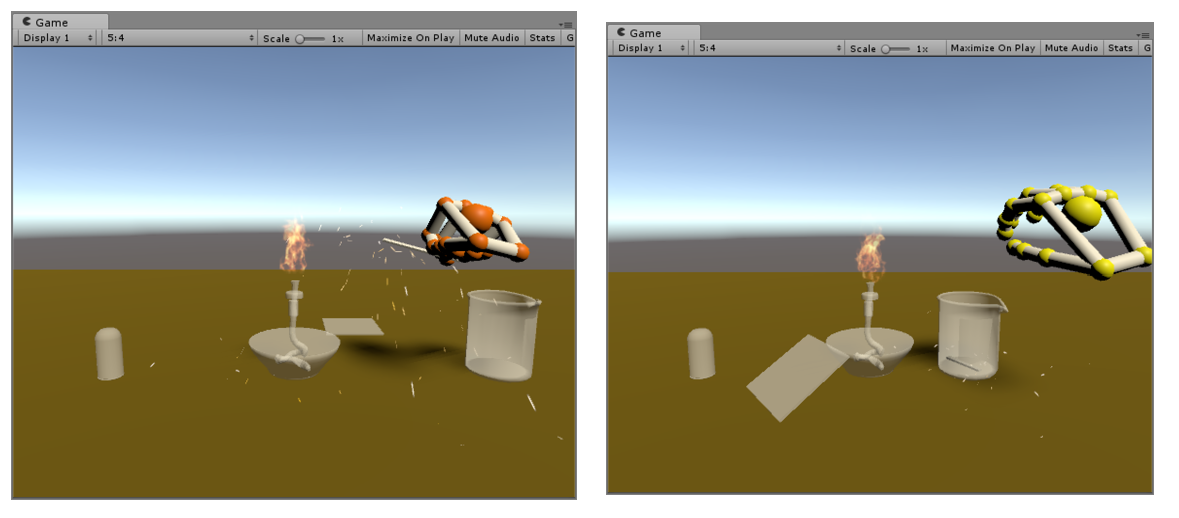 Game
Display 1 5:4 Scale 1x Maximize On Play Mute Audio Stats G
Game
Display 1 5:4 Scale 1x Maximize On Play Mute Audio Stats G